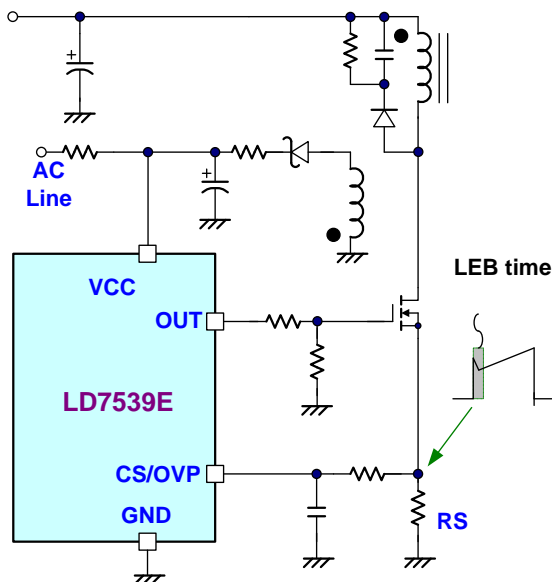 AC
Line
LEB time
VCC
OUT
LD7539E
CS/OVP
GND
RS
+
+